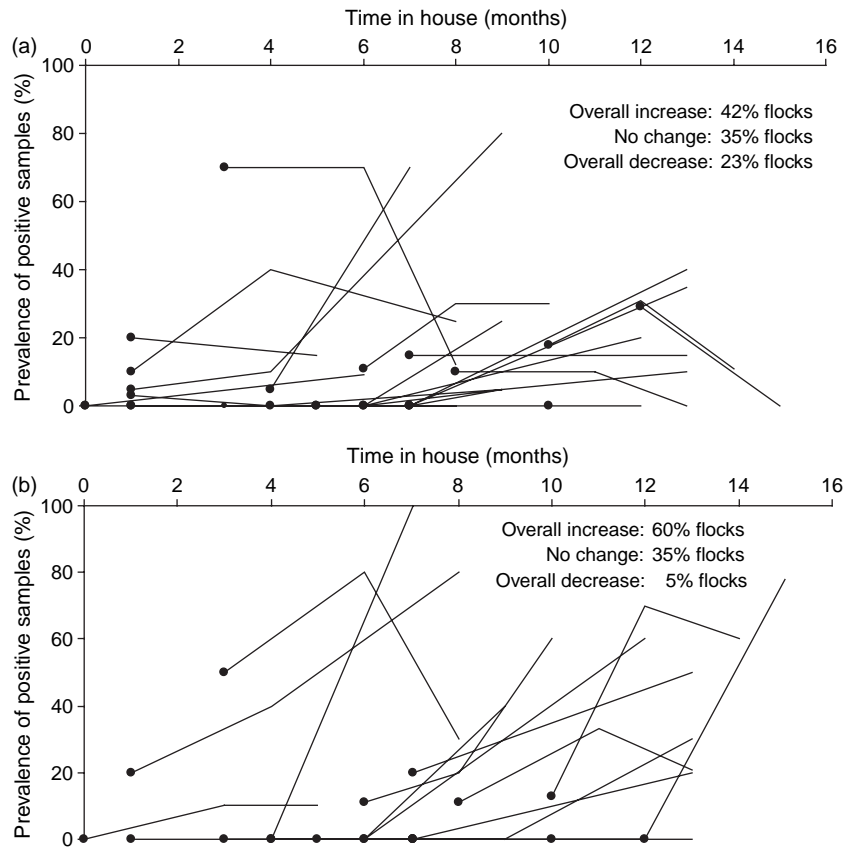 Time in house (months)
(a)
0 2 4 6 8 10 12 14 16
Prevalence of positive samples (%)
100
80
60
40
20
0
Overall increase: 42% flocks
No change: 35% flocks
Overall decrease: 23% flocks
Time in house (months)
(b)
0 2 4 6 8 10 12 14 16
Prevalence of positive samples (%)
100
80
60
40
20
0
Overall increase: 60% flocks
No change: 35% flocks
Overall decrease: 5% flocks